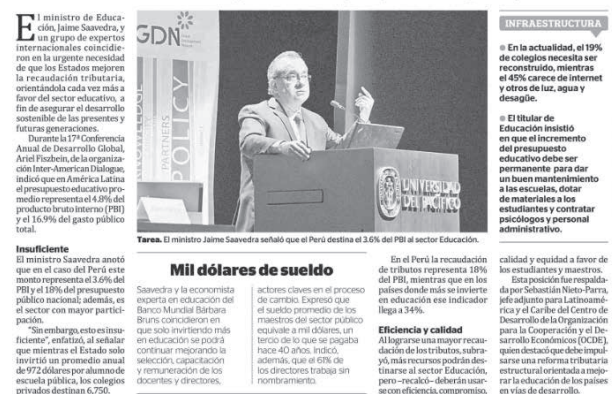 El ministro de Educa-
ción, Jaime Saavedra, y
un grupo de expertos
internacionales coincidie-
ron en la urgente necesidad
de que los Estados mejoren
la recaudación tributaria,
orientándola cada vez más a
favor del sector educativo, a
fin de asegurar el desarrollo
sostenible de las presentes y
futuras generaciones.
Durante la 17ª Conferencia
Anual de Desarrollo Global,
Ariel Fiszbein, de la organiza-
ción Inter-American Dialogue,
indicó que en América Latina
el presupuesto educativo pro-
medio representa el 4.8% del
producto bruto interno (PBI)
y el 16.9% del gasto público
total.
Insuficiente
El ministro Saavedra anotó
que en el caso del Perú este
monto representa el 3.6% del
PBI y el 18% del presupuesto
público nacional; además, es
el sector con mayor partici-
pación.
"Sin embargo, esto es insu-
ficiente", enfatizó, al señalar
que mientras el Estado solo
invirtió un promedio anual
de 972 dólares por alumno de
escuela pública, los colegios
privados destinan 6,750.
GDN
PARTNERS
POLICY
UNIVERSIDAD
DEL PACÍFICO
Tarea. El ministro Jaime Saavedra señaló que el Perú destina el 3.6% del PBI al sector Educación.
Mil dólares de sueldo
Saavedra y la economista
experta en educación del
Banco Mundial Bárbara
Bruns coincidieron en
que solo invirtiendo más
en educación se podrá
continuar mejorando la
selección, capacitación
y remuneración de los
docentes y directores,
actores claves en el proceso
de cambio. Expresó que
el sueldo promedio de los
maestros del sector público
equivale a mil dólares, un
tercio de lo que se pagaba
hace 40 años. Indicó,
además, que el 61% de
los directores trabaja sin
nombramiento.
En el Perú la recaudación
de tributos representa 18%
del PBI, mientras que en los
países donde más se invierte
en educación ese indicador
llega a 34%.
Eficiencia y calidad
Al lograrse una mayor recau-
dación de los tributos, subra-
yó, más recursos podrán des-
tinarse al sector Educación,
pero –recalcó– deberán usar-
se con eficiencia, compromiso,
INFRAESTRUCTURA
● En la actualidad, el 19%
de colegios necesita ser
reconstruido, mientras
el 45% carece de internet
y otros de luz, agua y
desagüe.
● El titular de
Educación insistió
en que el incremento
del presupuesto
educativo debe ser
permanente para dar
un buen mantenimiento
a las escuelas, dotar
de materiales a los
estudiantes y contratar
psicólogos y personal
administrativo.
calidad y equidad a favor de
los estudiantes y maestros.
Esta posición fue respalda-
da por Sebastián Nieto-Parra,
jefe adjunto para Latinoamé-
rica y el Caribe del Centro de
Desarrollo de la Organización
para la Cooperación y el De-
sarrollo Económicos (OCDE),
quien destacó que debe impul-
sarse una reforma tributaria
estructural orientada a mejo-
rar la educación de los países
en vías de desarrollo.